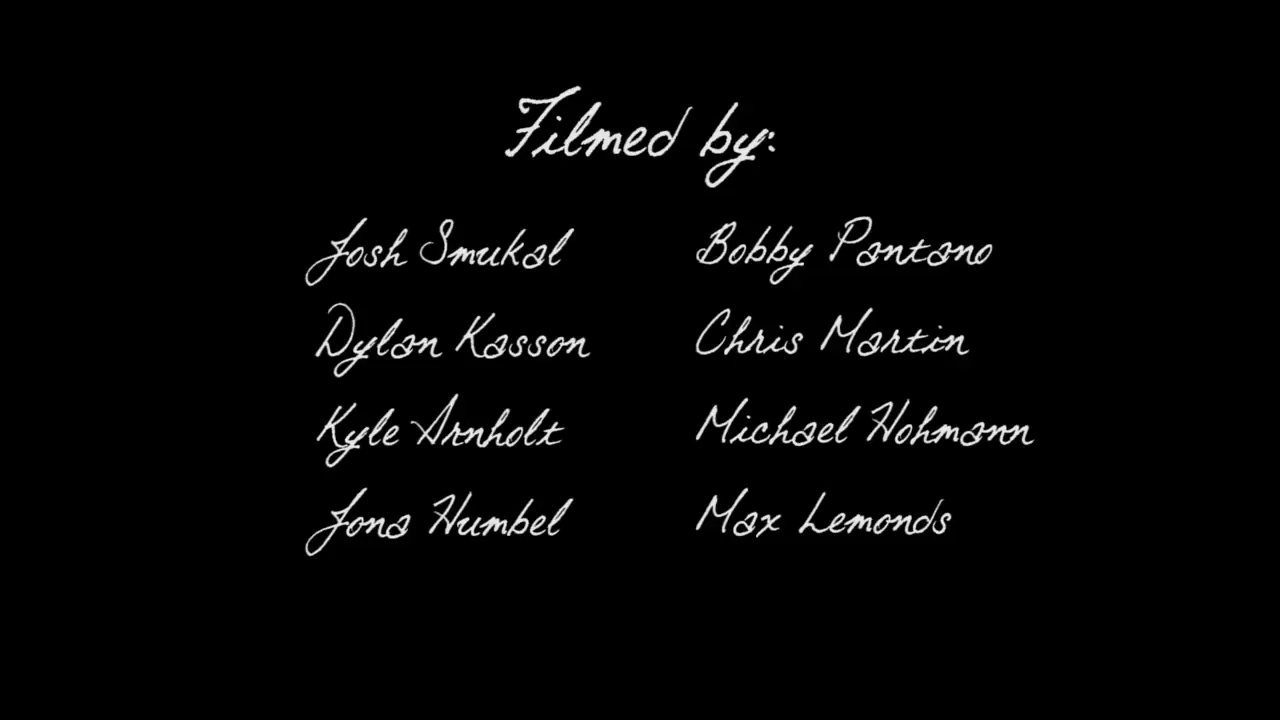 Filmed by:
Josh Smukal
Bobby Pantano
Dylan Kasson
Chris Martin
Kyle Arnholt
Michael Hohmann
Jona Humbel
Max Lemonds